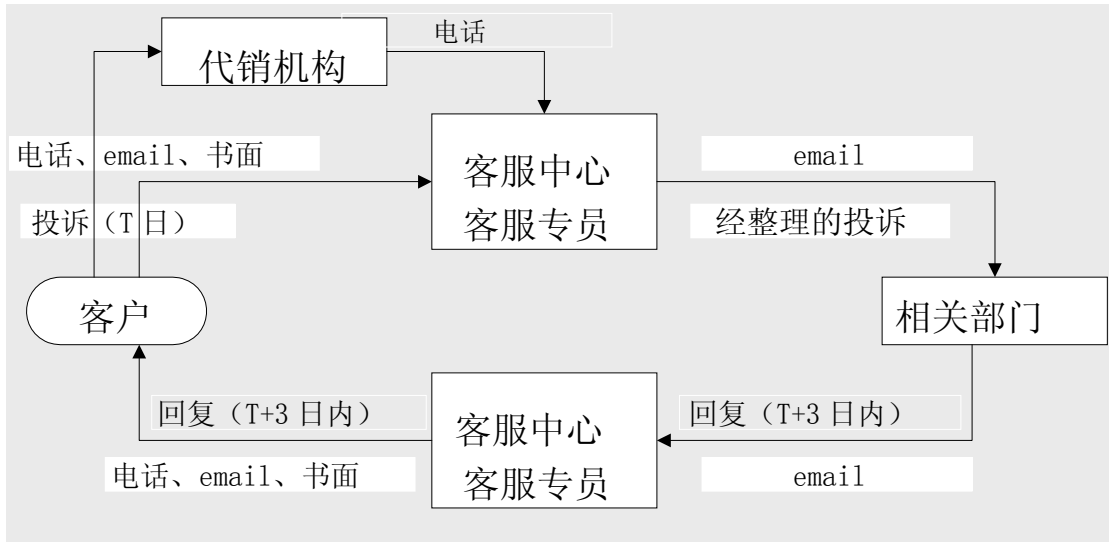 电话
代销机构
电话、email、书面
客服中心
客服专员
email
投诉（T日）
经整理的投诉
客户
相关部门
回复（T+3 日内）
客服中心
客服专员
回复（T+3 日内）
电话、email、书面
email